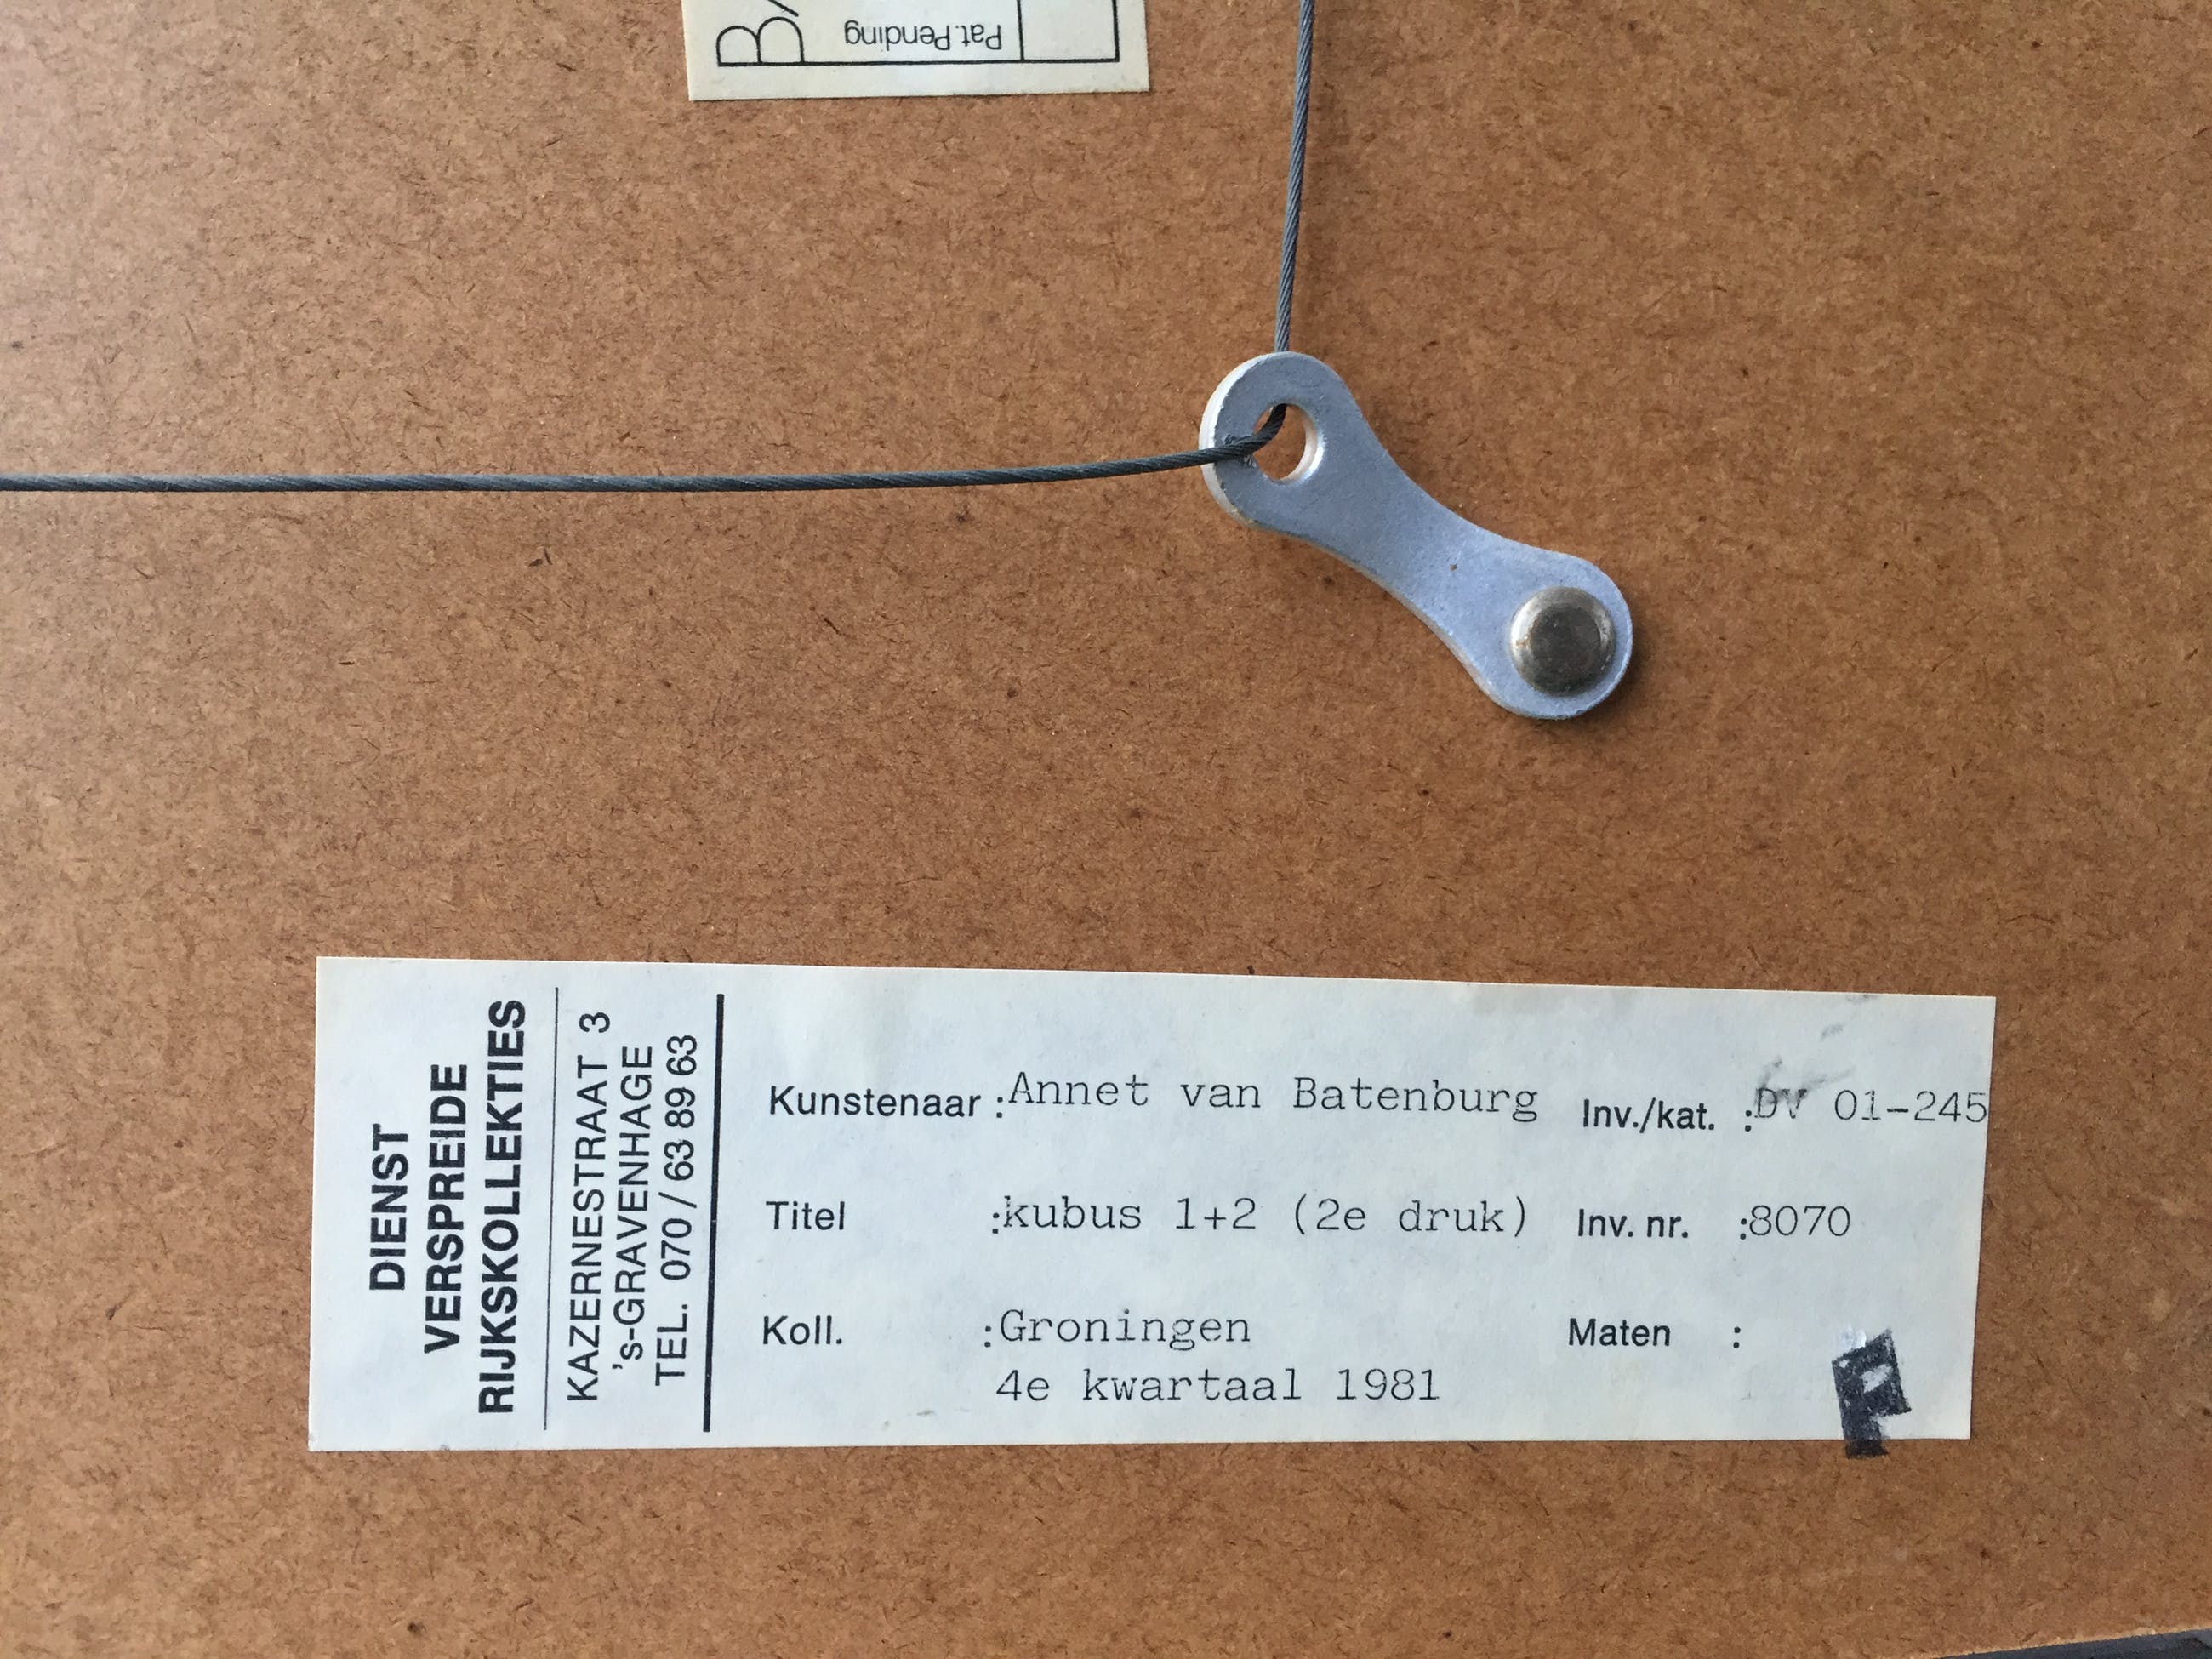 Pat.Pending
DIENST
VERSPREIDE
RIJKSKOLLEKTIES
KAZERNESTRAAT 3
's-GRAVENHAGE
TEL. 070 / 63 89 63
Kunstenaar :Annet van Batenburg Inv./kat. :DV 01-245
Titel :kubus 1+2 (2e druk) Inv. nr. :8070
Koll. :Groningen Maten :
4e kwartaal 1981